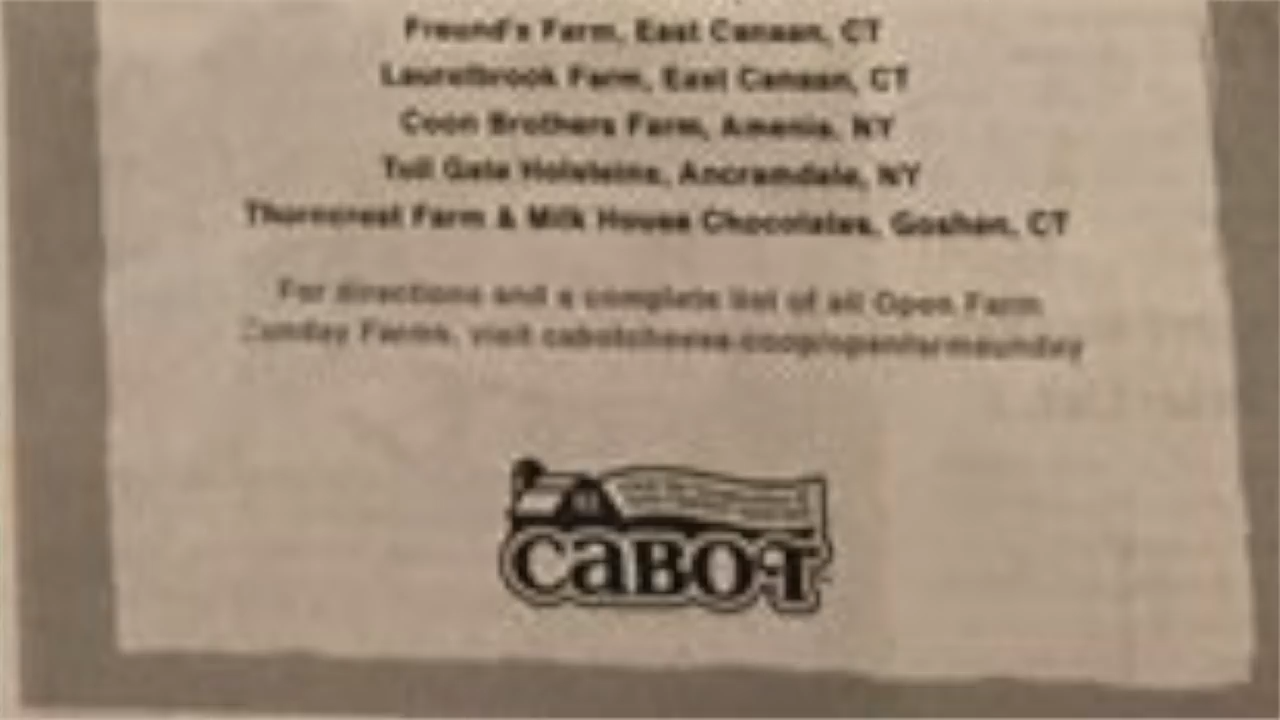 Freund's Farm, East Canaan, CT
Laurelbrook Farm, East Canaan, CT
Coon Brothers Farm, Amenia, NY
Toll Gate Holsteins, Ancramdale, NY
Thorncrest Farm & Milk House Chocolates, Goshen, CT
For directions and a complete list of all Open Farm
Sunday Farms, visit cabotcheese.coop/openfarmsunday
CABOT